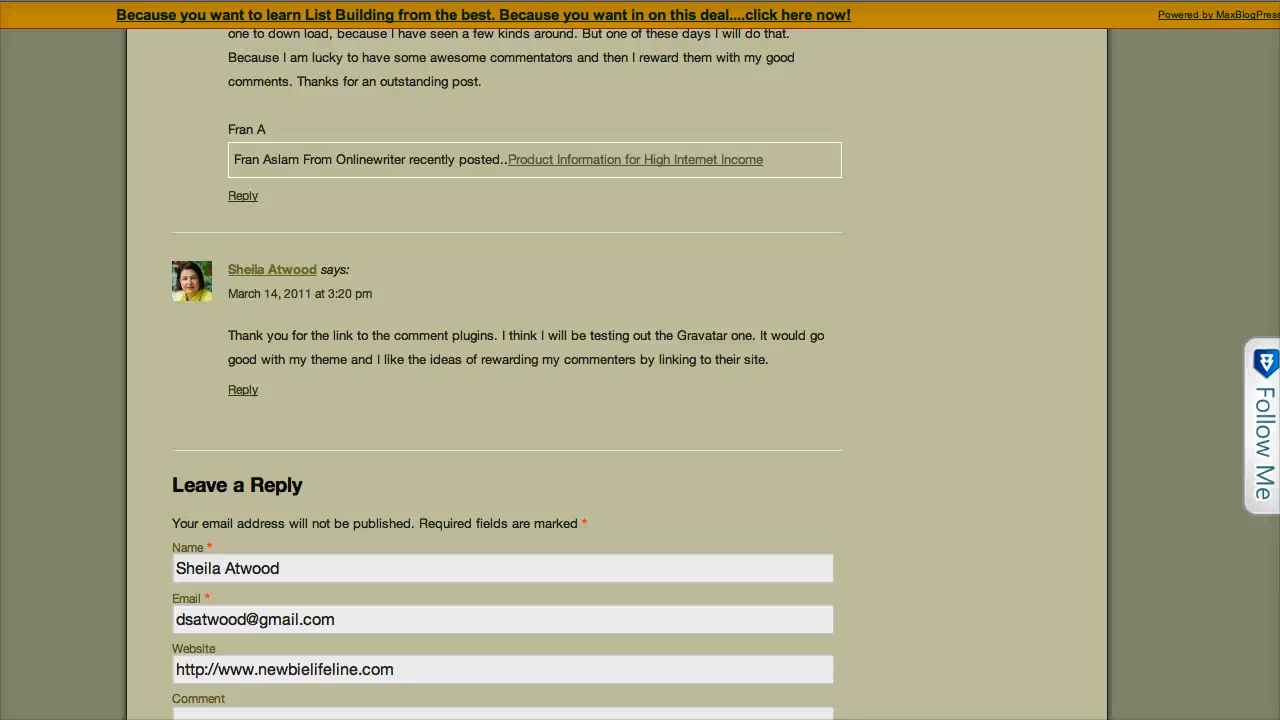 Because you want to learn List Building from the best. Because you want in on this deal....click here now!
Powered by MaxBlogPress
one to down load, because I have seen a few kinds around. But one of these days I will do that.
Because I am lucky to have some awesome commentators and then I reward them with my good
comments. Thanks for an outstanding post.
Fran A
Fran Aslam From Onlinewriter recently posted..Product Information for High Internet Income
Reply
Sheila Atwood says:
March 14, 2011 at 3:20 pm
Thank you for the link to the comment plugins. I think I will be testing out the Gravatar one. It would go
good with my theme and I like the ideas of rewarding my commenters by linking to their site.
Reply
Follow Me
Leave a Reply
Your email address will not be published. Required fields are marked *
Name *
Sheila Atwood
Email *
dsatwood@gmail.com
Website
http://www.newbielifeline.com
Comment